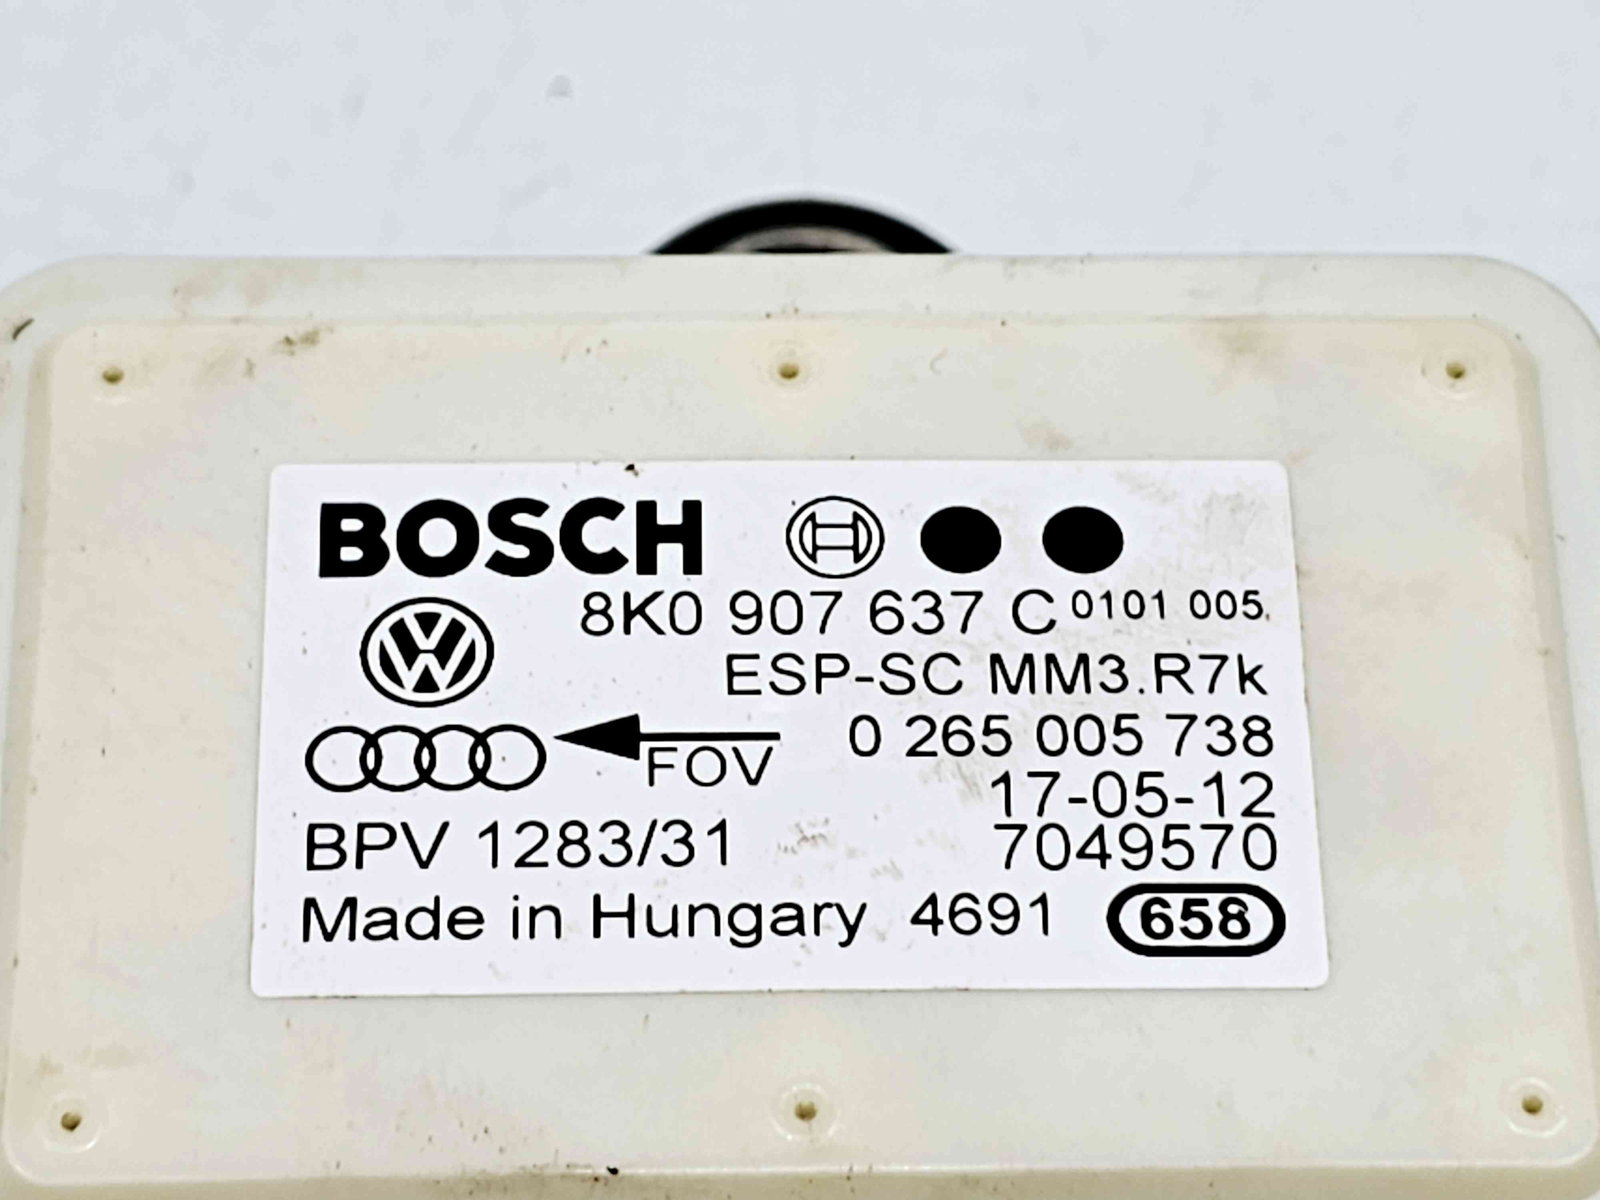 BOSCH
8K0 907 637 C 0101 005
ESP-SC MM3.R7k
0 265 005 738
FOV
17-05-12
BPV 1283/31 7049570
Made in Hungary 4691 658